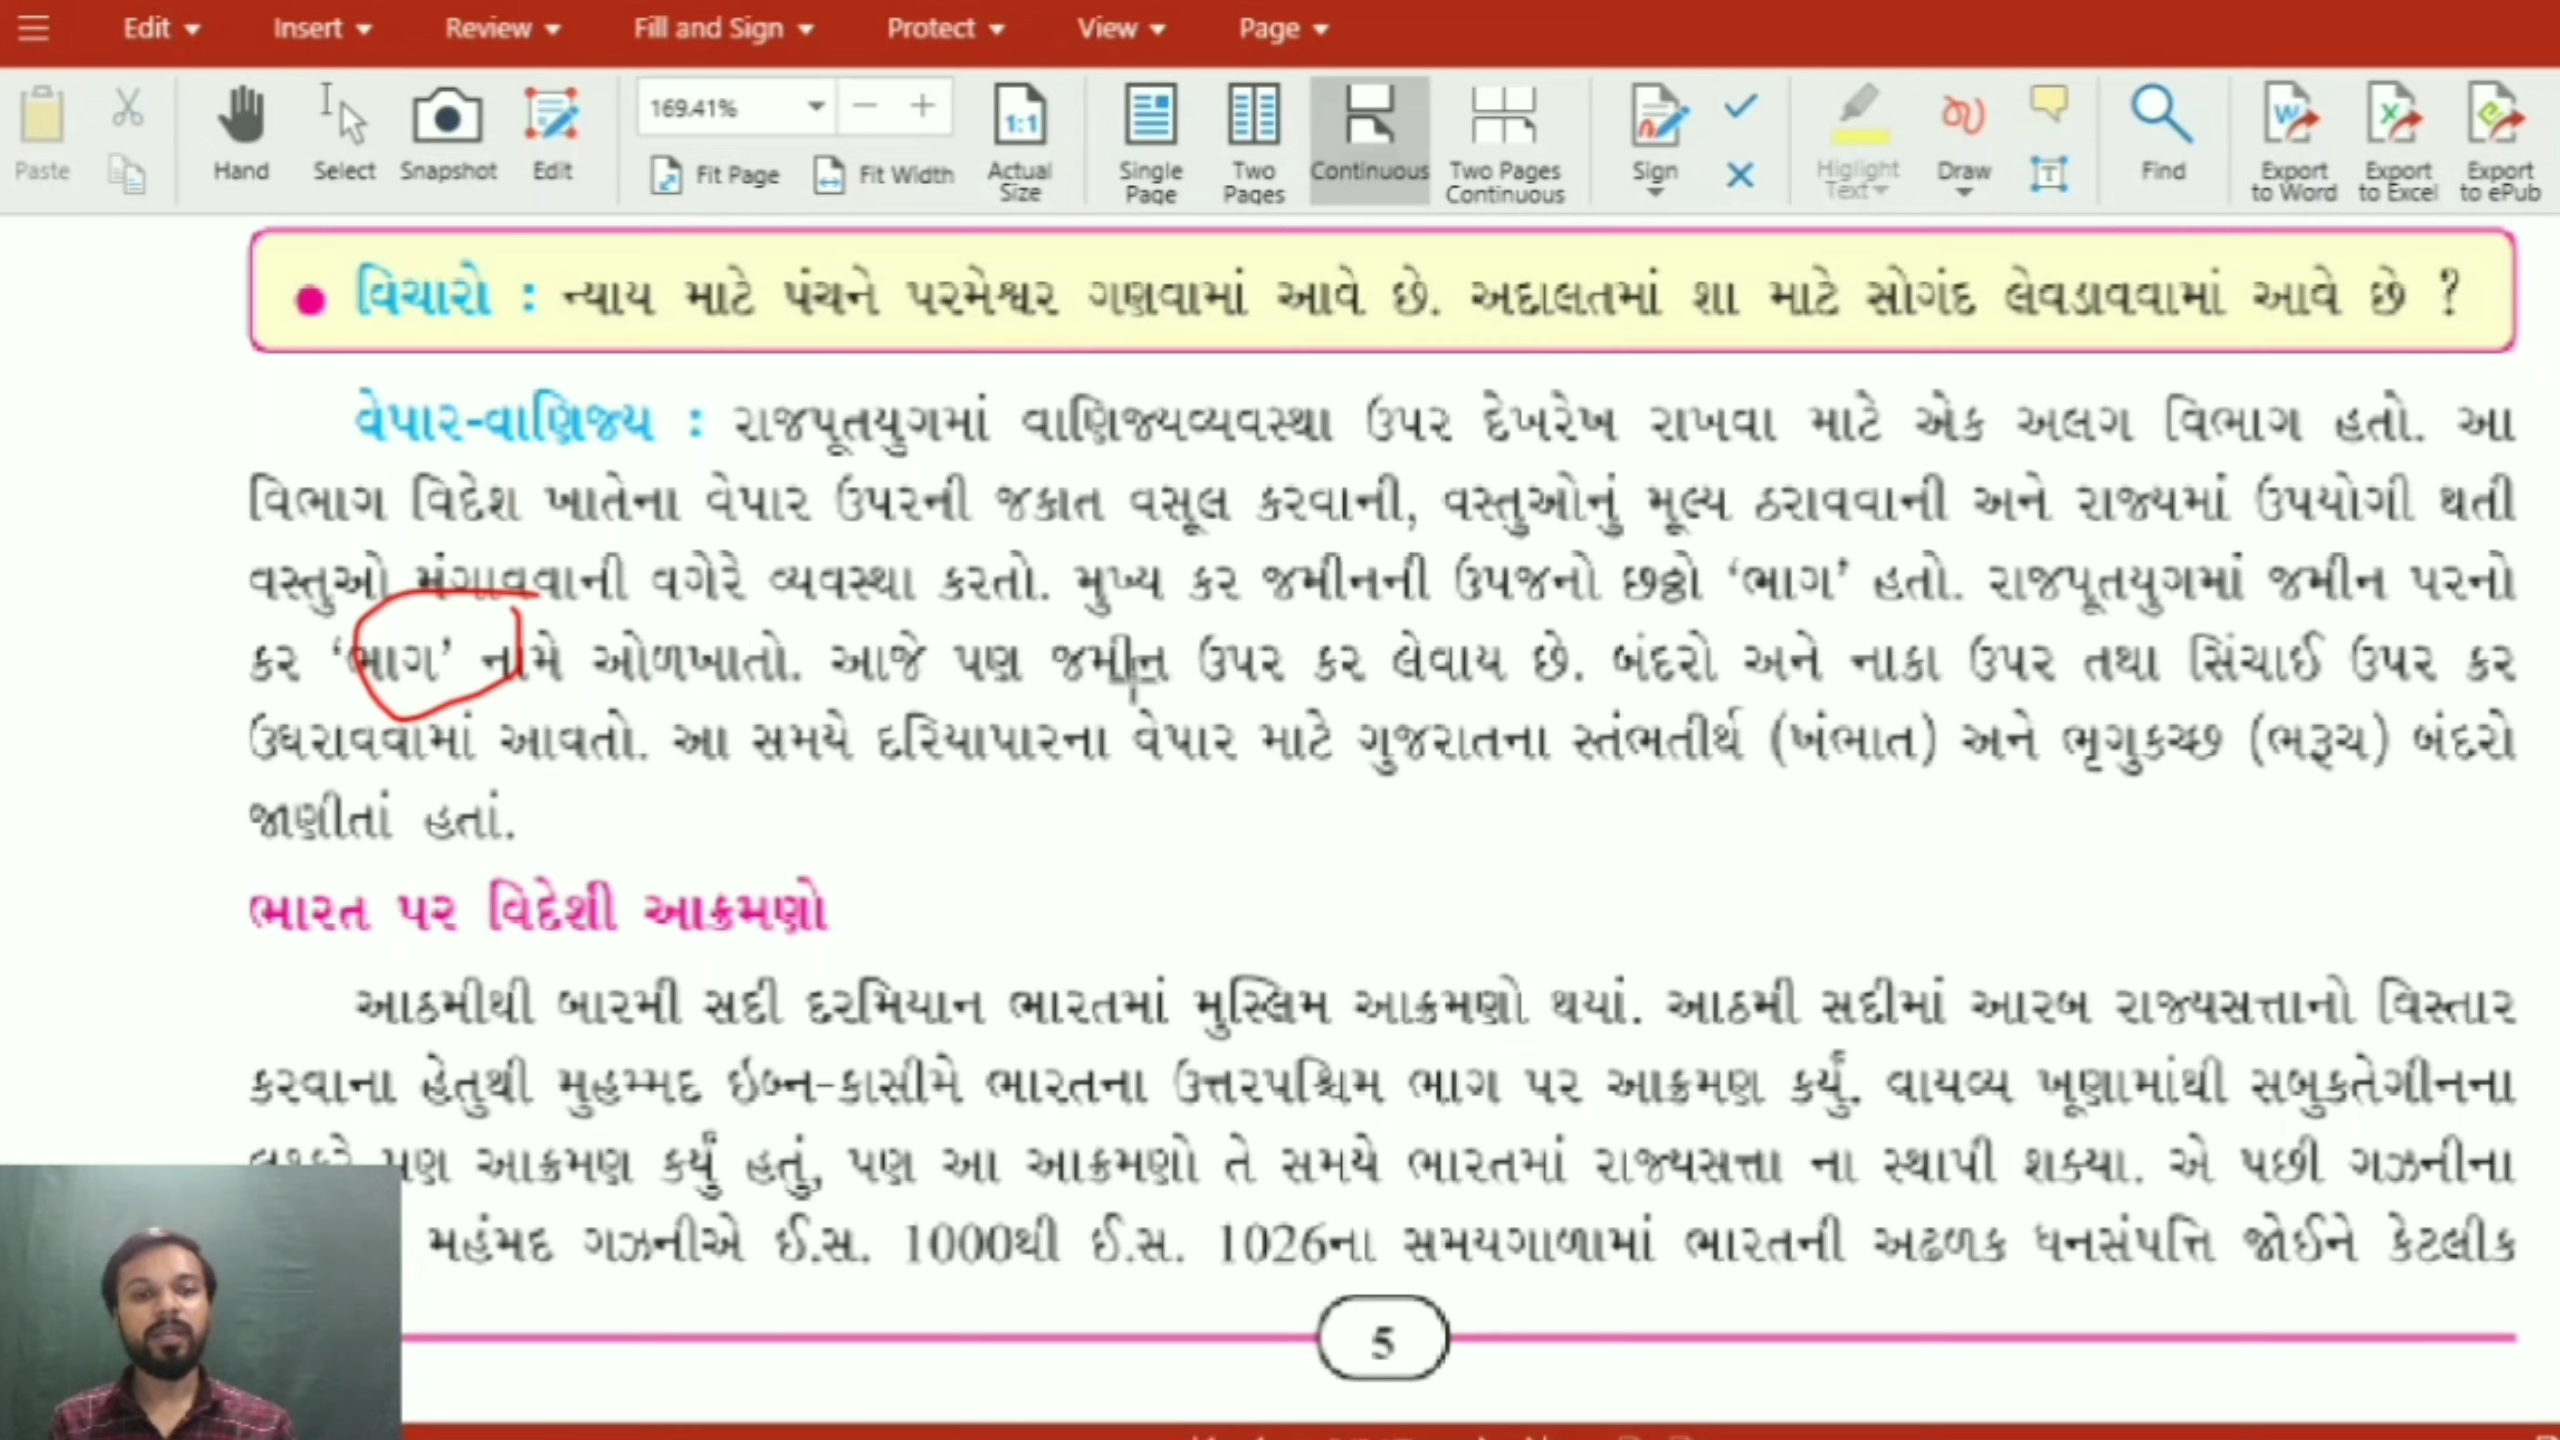 Edit Insert Review Fill and Sign Protect View Page
Paste Hand Select Snapshot Edit 169.41% Fit Page Fit Width 1:1 Actual Size Single Page Two Pages Continuous Two Pages Continuous Sign Higlight Text Draw Find Export to Word Export to Excel Export to ePub
• વિચારો : ન્યાય માટે પંચને પરમેશ્વર ગણવામાં આવે છે. અદાલતમાં શા માટે સોગંદ લેવડાવવામાં આવે છે ?
વેપાર-વાણિજ્ય : રાજપૂતયુગમાં વાણિજ્યવ્યવસ્થા ઉપર દેખરેખ રાખવા માટે એક અલગ વિભાગ હતો. આ
વિભાગ વિદેશ ખાતેના વેપાર ઉપરની જકાત વસૂલ કરવાની, વસ્તુઓનું મૂલ્ય ઠરાવવાની અને રાજ્યમાં ઉપયોગી થતી
વસ્તુઓ મંગાવવાની વગેરે વ્યવસ્થા કરતો. મુખ્ય કર જમીનની ઉપજનો છઠ્ઠો ‘ભાગ’ હતો. રાજપૂતયુગમાં જમીન પરનો
કર ‘ભાગ’ નામે ઓળખાતો. આજે પણ જમીન ઉપર કર લેવાય છે. બંદરો અને નાકા ઉપર તથા સિંચાઈ ઉપર કર
ઉઘરાવવામાં આવતો. આ સમયે દરિયાપારના વેપાર માટે ગુજરાતના સ્તંભતીર્થ (ખંભાત) અને ભૃગુકચ્છ (ભરૂચ) બંદરો
જાણીતાં હતાં.
ભારત પર વિદેશી આક્રમણો
આઠમીથી બારમી સદી દરમિયાન ભારતમાં મુસ્લિમ આક્રમણો થયાં. આઠમી સદીમાં આરબ રાજ્યસત્તાનો વિસ્તાર
કરવાના હેતુથી મુહમ્મદ ઇબ્ન-કાસીમે ભારતના ઉત્તરપશ્ચિમ ભાગ પર આક્રમણ કર્યું. વાયવ્ય ખૂણામાંથી સબુકતેગીનના
પણ આક્રમણ કર્યું હતું, પણ આ આક્રમણો તે સમયે ભારતમાં રાજ્યસત્તા ના સ્થાપી શક્યા. એ પછી ગઝનીના
મહંમદ ગઝનીએ ઈ.સ. 1000થી ઈ.સ. 1026ના સમયગાળામાં ભારતની અઢળક ધનસંપત્તિ જોઈને કેટલીક
5